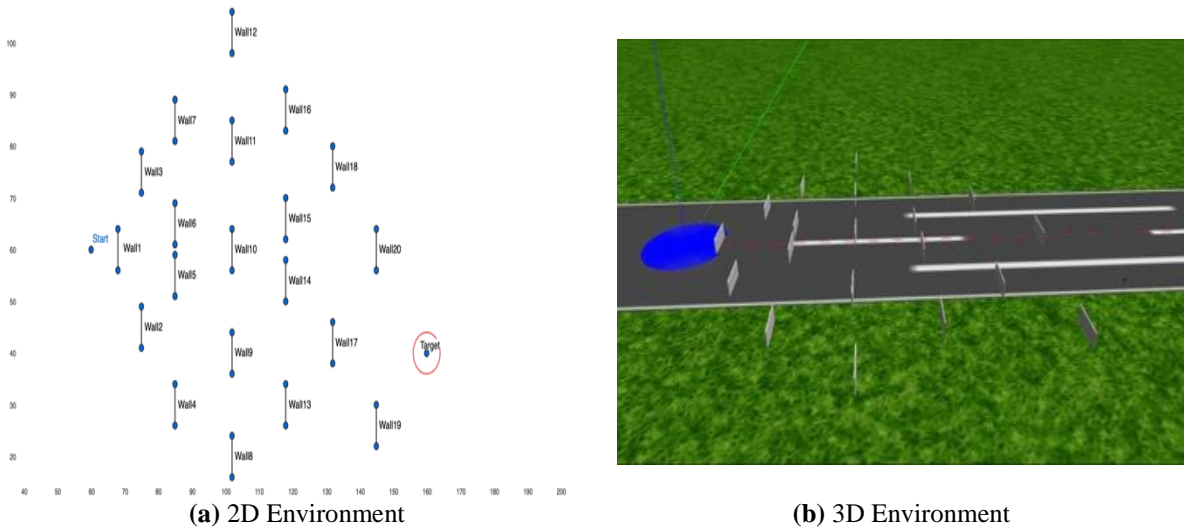 Wall12
100
90
Wall16
Wall7
Wall11
80
Wall18
Wall3
70
Wall6
Wall15
Start
Wall1
Wall10
Wall20
60
Wall5
Wall14
50
Wall2
Wall17
Wall9
Target
40
Wall4
Wall13
30
Wall19
Wall8
20
40 60 70 80 90 100 110 120 130 140 150 160 170 180 190 200
(a) 2D Environment
(b) 3D Environment